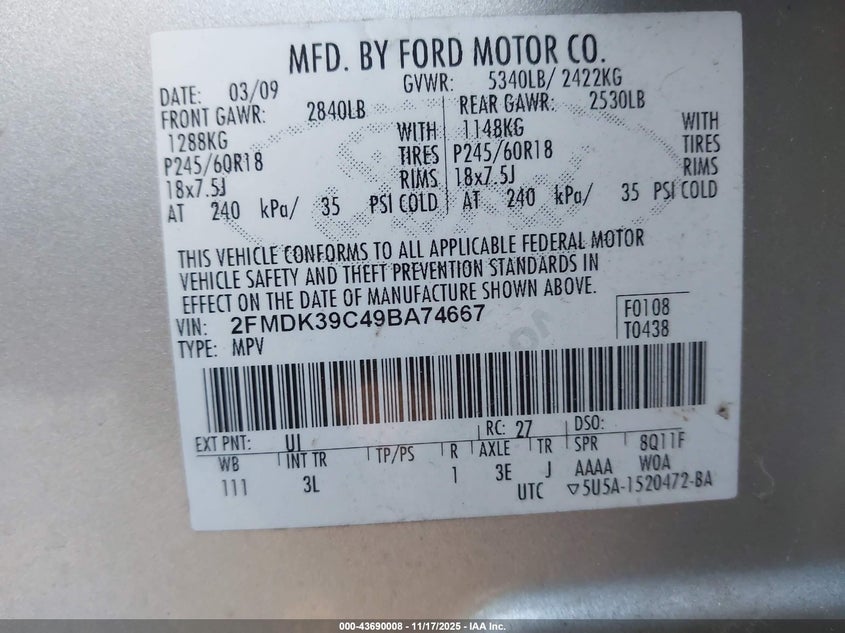 MFD. BY FORD MOTOR CO.
DATE: 03/09 GVWR: 5340LB/ 2422KG
FRONT GAWR: 2840LB REAR GAWR: 2530LB
1288KG WITH 1148KG WITH
P245/60R18 TIRES P245/60R18 TIRES
18x7.5J RIMS 18x7.5J RIMS
AT 240 kPa/ 35 PSI COLD AT 240 kPa/ 35 PSI COLD
THIS VEHICLE CONFORMS TO ALL APPLICABLE FEDERAL MOTOR
VEHICLE SAFETY AND THEFT PREVENTION STANDARDS IN
EFFECT ON THE DATE OF MANUFACTURE SHOWN ABOVE.
VIN: 2FMDK39C49BA74667 F0108
TYPE: MPV T0438
EXT PNT: UI RC: 27 DSO:
WB INT TR TP/PS R AXLE TR SPR 8Q11F
111 3L 1 3E J AAAA WOA
UTC ▽5U5A-1520472-BA
000-43690008 - 11/17/2025 - IAA Inc.